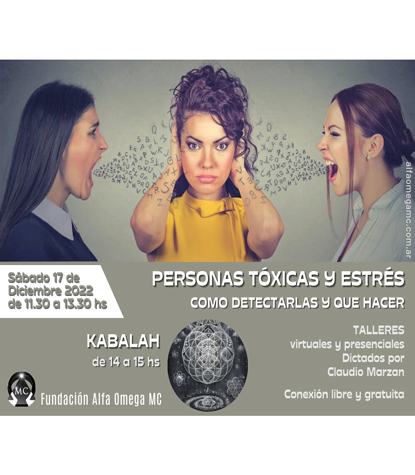 alfaomegamc.com.ar
Sábado 17 de
Diciembre 2022
de 11.30 a 13.30 hs
PERSONAS TÓXICAS Y ESTRÉS
COMO DETECTARLAS Y QUE HACER
KABALAH
de 14 a 15 hs
TALLERES
virtuales y presenciales
Dictados por
Claudio Marzan
Conexión libre y gratuita
MC
Fundación Alfa Omega MC